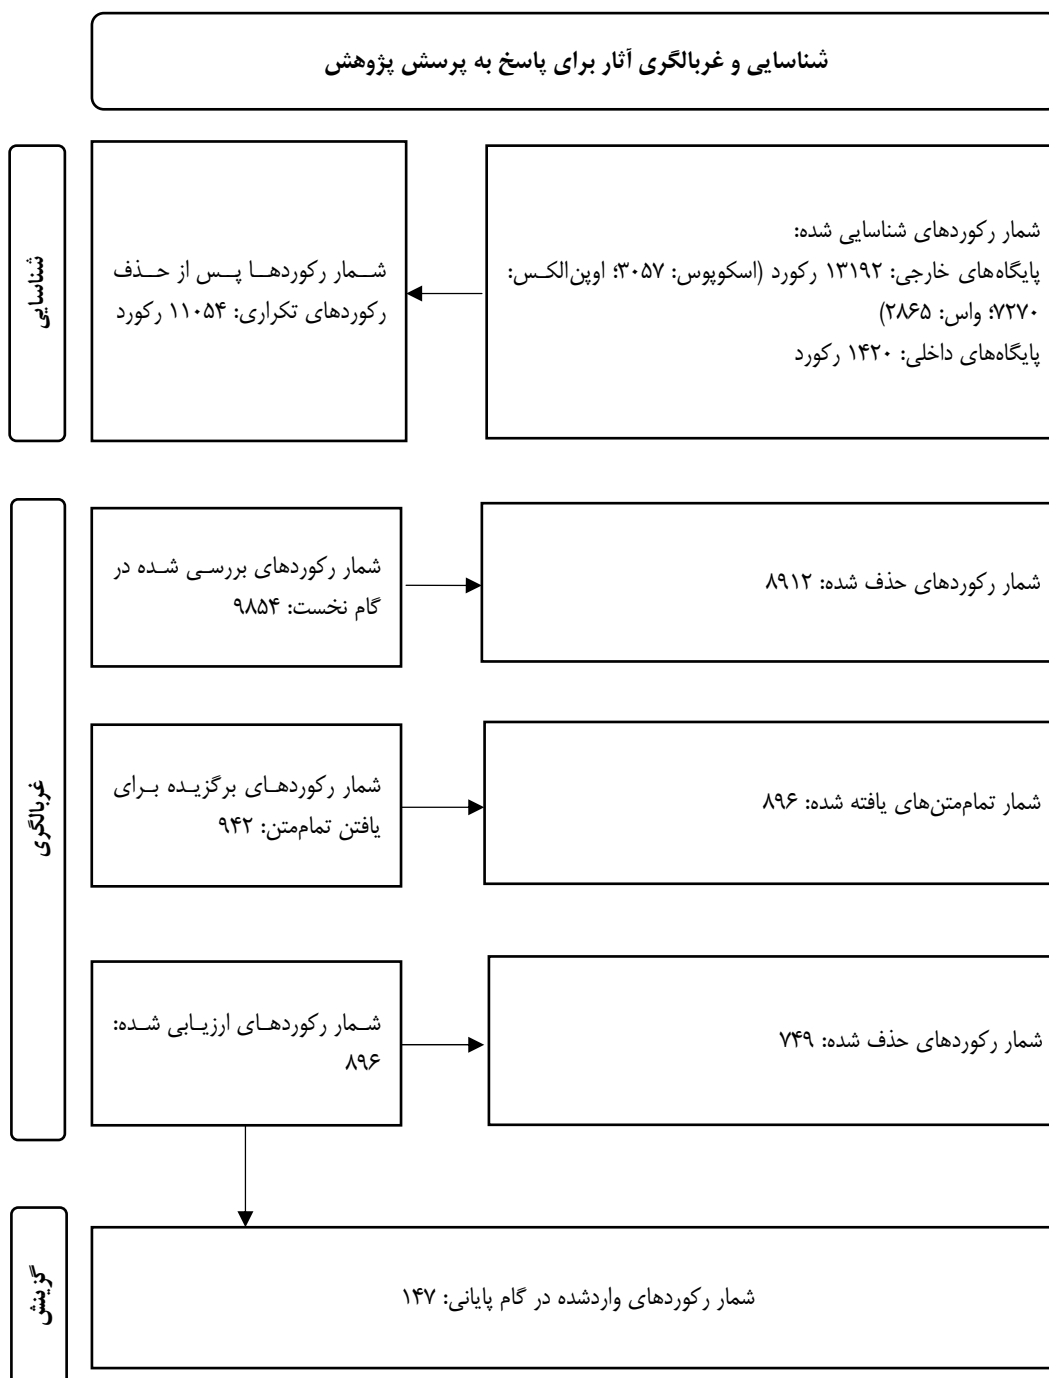 شناسایی و غربالگری آثار برای پاسخ به پرسش پژوهش
شناسایی
شمار رکوردهای شناسایی شده:
پایگاه‌های خارجی: ۱۳۱۹۲ رکورد (اسکوپوس: ۳۰۵۷؛ اوپن‌الکس:
۷۲۷۰؛ واس: ۲۸۶۵)
پایگاه‌های داخلی: ۱۴۲۰ رکورد
شمار رکوردها پس از حذف
رکوردهای تکراری: ۱۱۰۵۴ رکورد
غربالگری
شمار رکوردهای بررسی شده در
گام نخست: ۹۸۵۴
شمار رکوردهای حذف شده: ۸۹۱۲
شمار رکوردهای برگزیده برای
یافتن تمام‌متن: ۹۴۲
شمار تمام‌متن‌های یافته شده: ۸۹۶
شمار رکوردهای ارزیابی شده:
۸۹۶
شمار رکوردهای حذف شده: ۷۴۹
گزینش
شمار رکوردهای واردشده در گام پایانی: ۱۴۷